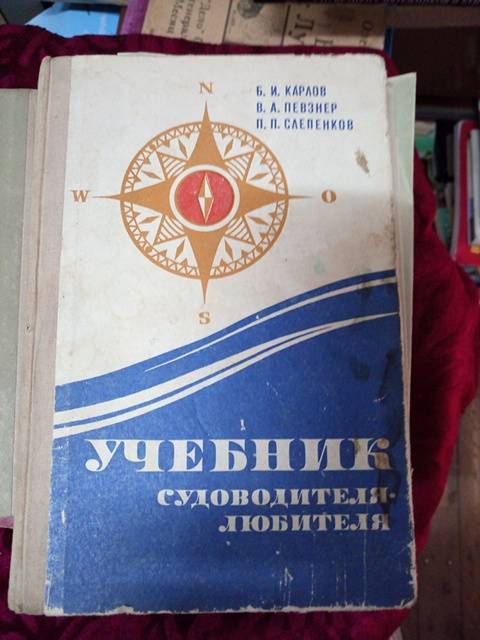 Б. И. КАРЛОВ
В. А. ПЕВЗНЕР
П. П. СЛЕПЕНКОВ
N
W
O
S
УЧЕБНИК
СУДОВОДИТЕЛЯ-
ЛЮБИТЕЛЯ